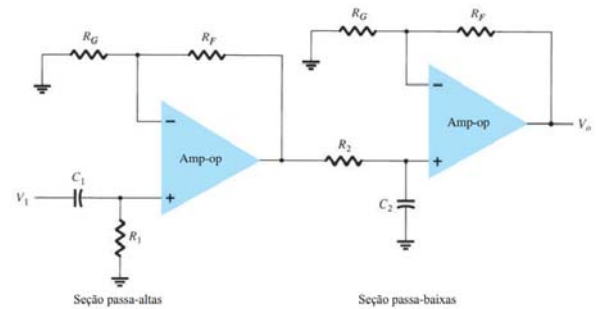 R_G
R_F
R_G
R_F
−
Amp-op
+
−
Amp-op
+
V_o
R_2
C_1
V_1
R_1
C_2
Seção passa-altas
Seção passa-baixas